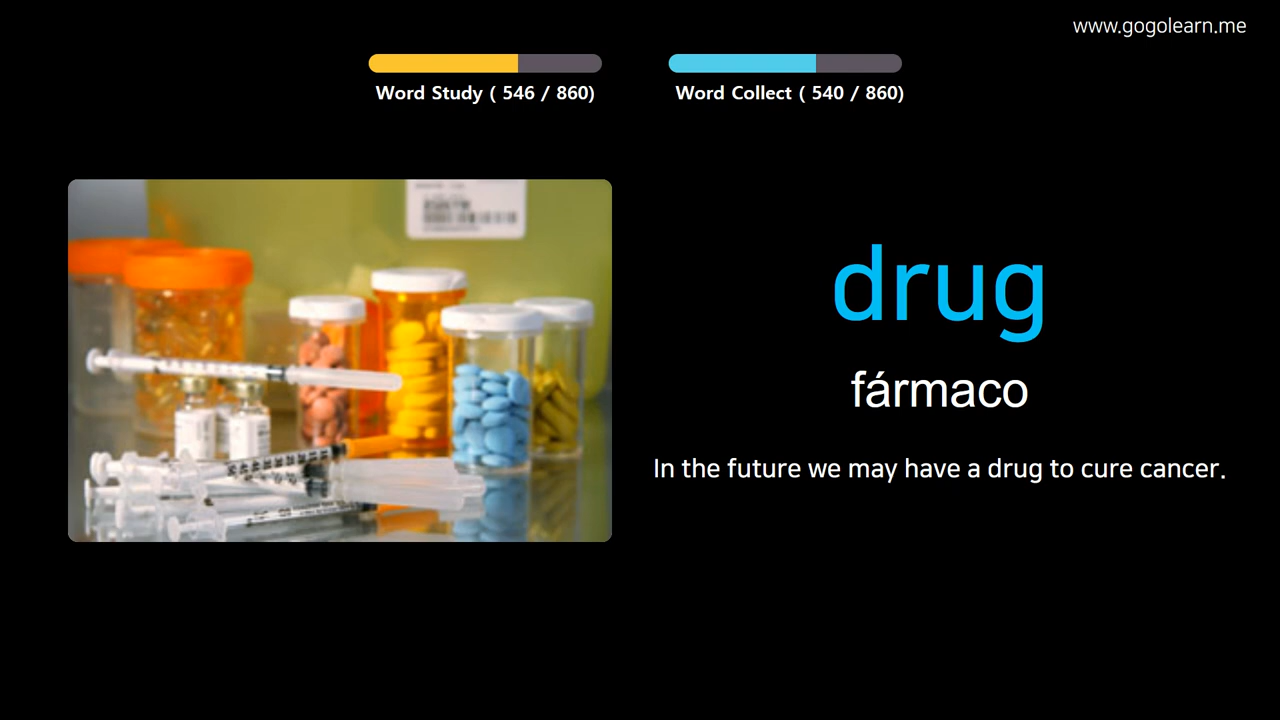 www.gogolearn.me
Word Study ( 546 / 860)
Word Collect ( 540 / 860)
drug
fármaco
In the future we may have a drug to cure cancer.